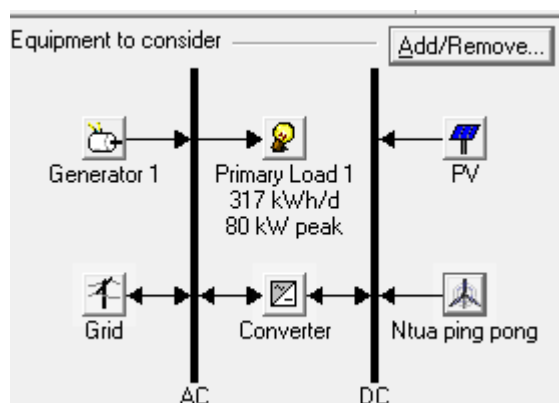 Equipment to consider
Add/Remove...
Generator 1
Primary Load 1
317 kWh/d
80 kW peak
PV
Grid
Converter
Ntua ping pong
AC
DC